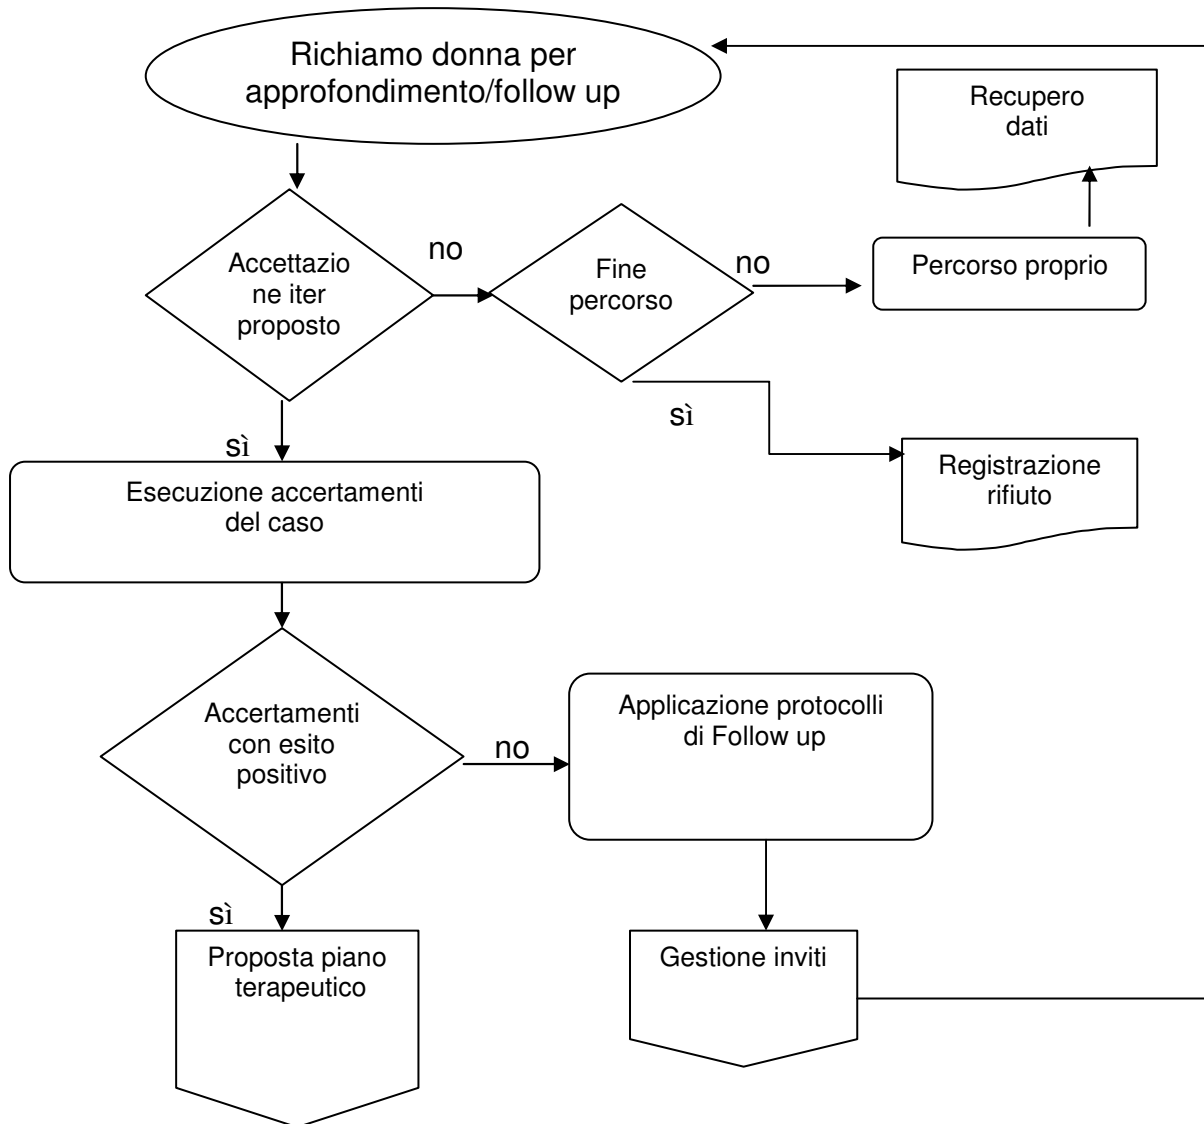 Richiamo donna per
approfondimento/follow up
Recupero
dati
Accettazio
ne iter
proposto
no
Fine
percorso
no
Percorso proprio
sì
sì
Registrazione
rifiuto
Esecuzione accertamenti
del caso
Accertamenti
con esito
positivo
no
Applicazione protocolli
di Follow up
sì
Proposta piano
terapeutico
Gestione inviti